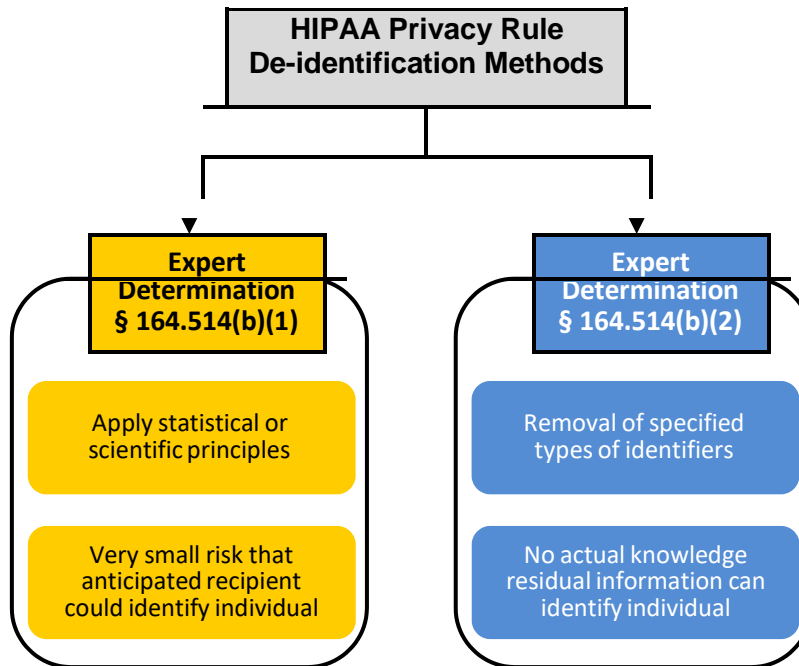 HIPAA Privacy Rule
De-identification Methods
Expert
Determination
§ 164.514(b)(1)
Apply statistical or
scientific principles
Very small risk that
anticipated recipient
could identify individual
Expert
Determination
§ 164.514(b)(2)
Removal of specified
types of identifiers
No actual knowledge
residual information can
identify individual